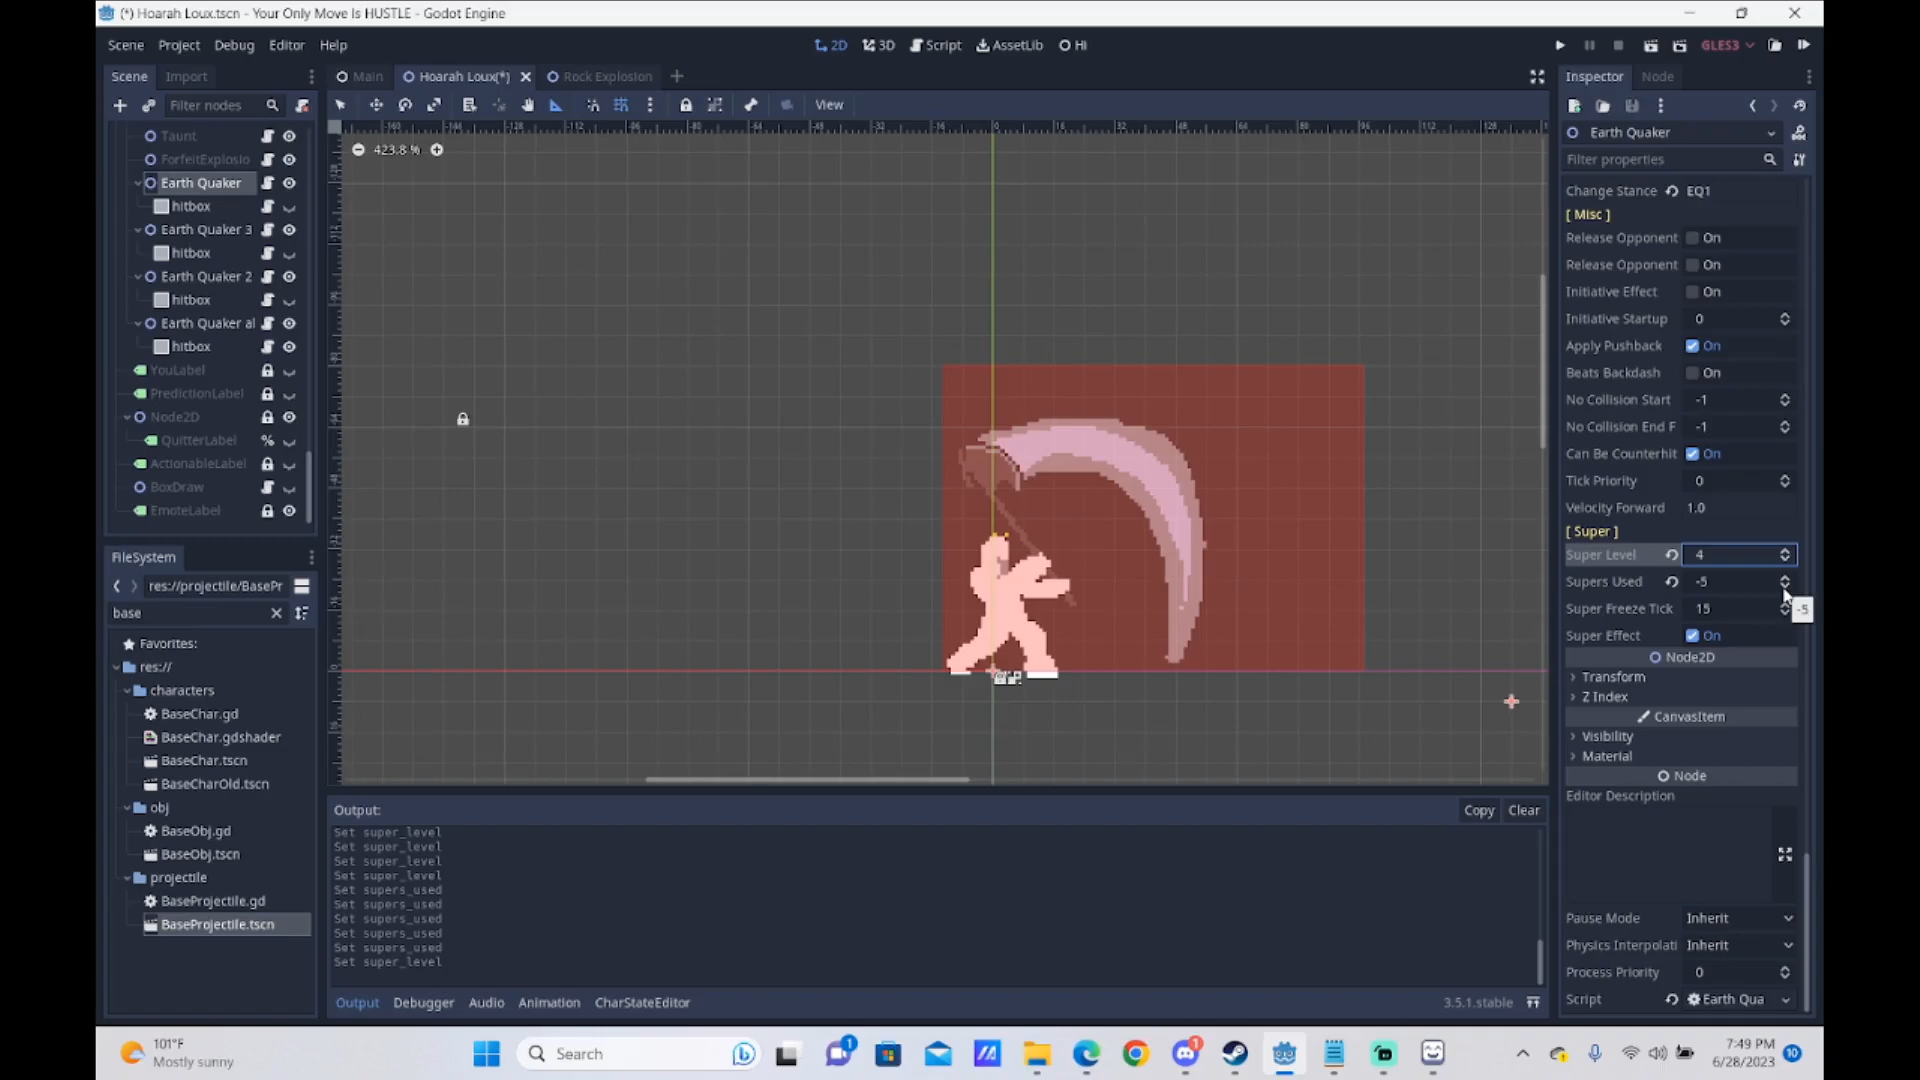 (*) Hoarah Loux.tscn - Your Only Move Is HUSTLE - Godot Engine
Scene Project Debug Editor Help
2D 3D Script AssetLib Hi
GLES3
Scene Import
Main Hoarah Loux(*) Rock Explosion
Inspector Node
Filter nodes
View
423.8 %
Taunt
ForfeitExplosio
Earth Quaker
hitbox
Earth Quaker 3
hitbox
Earth Quaker 2
hitbox
Earth Quaker al
hitbox
YouLabel
PredictionLabel
Node2D
QuitterLabel
ActionableLabel
BoxDraw
EmoteLabel
FileSystem
res://projectile/BasePr
base
Favorites:
res://
characters
BaseChar.gd
BaseChar.gdshader
BaseChar.tscn
BaseCharOld.tscn
obj
BaseObj.gd
BaseObj.tscn
projectile
BaseProjectile.gd
BaseProjectile.tscn
Output:
Copy Clear
Set super_level
Set super_level
Set super_level
Set super_level
Set supers_used
Set supers_used
Set supers_used
Set supers_used
Set supers_used
Set super_level
Output Debugger Audio Animation CharStateEditor
3.5.1.stable
Earth Quaker
Filter properties
Change Stance EQ1
[ Misc ]
Release Opponent On
Release Opponent On
Initiative Effect On
Initiative Startup 0
Apply Pushback On
Beats Backdash On
No Collision Start -1
No Collision End F -1
Can Be Counterhit On
Tick Priority 0
Velocity Forward 1.0
[ Super ]
Super Level 4
Supers Used -5
-5
Super Freeze Tick 15
Super Effect On
Node2D
Transform
Z Index
CanvasItem
Visibility
Material
Node
Editor Description
Pause Mode Inherit
Physics Interpolati Inherit
Process Priority 0
Script Earth Qua
101°F
Mostly sunny
Search
1
1
7:49 PM
6/28/2023
10